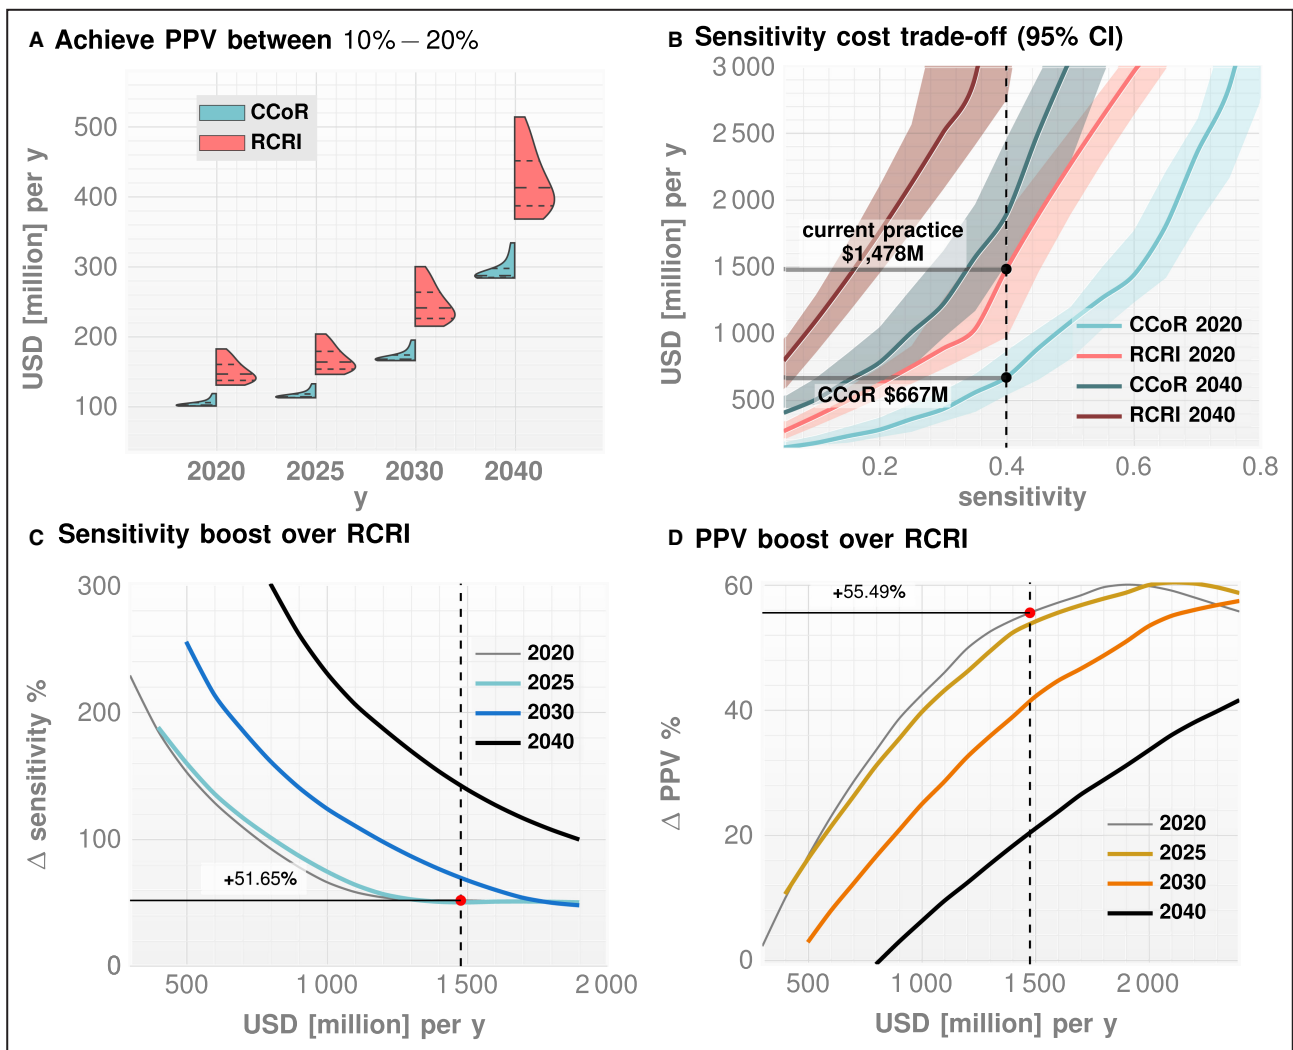 A Achieve PPV between 10% – 20%
USD [million] per y
500
400
300
200
100
CCoR
RCRI
2020 2025 2030 2040
y
B Sensitivity cost trade-off (95% CI)
USD [million] per y
3 000
2 500
2 000
1 500
1 000
500
current practice
$1,478M
CCoR $667M
CCoR 2020
RCRI 2020
CCoR 2040
RCRI 2040
0.2 0.4 0.6 0.8
sensitivity
C Sensitivity boost over RCRI
Δ sensitivity %
300
200
100
0
2020
2025
2030
2040
+51.65%
500 1 000 1 500 2 000
USD [million] per y
D PPV boost over RCRI
Δ PPV %
60
40
20
0
+55.49%
2020
2025
2030
2040
500 1 000 1 500 2 000
USD [million] per y